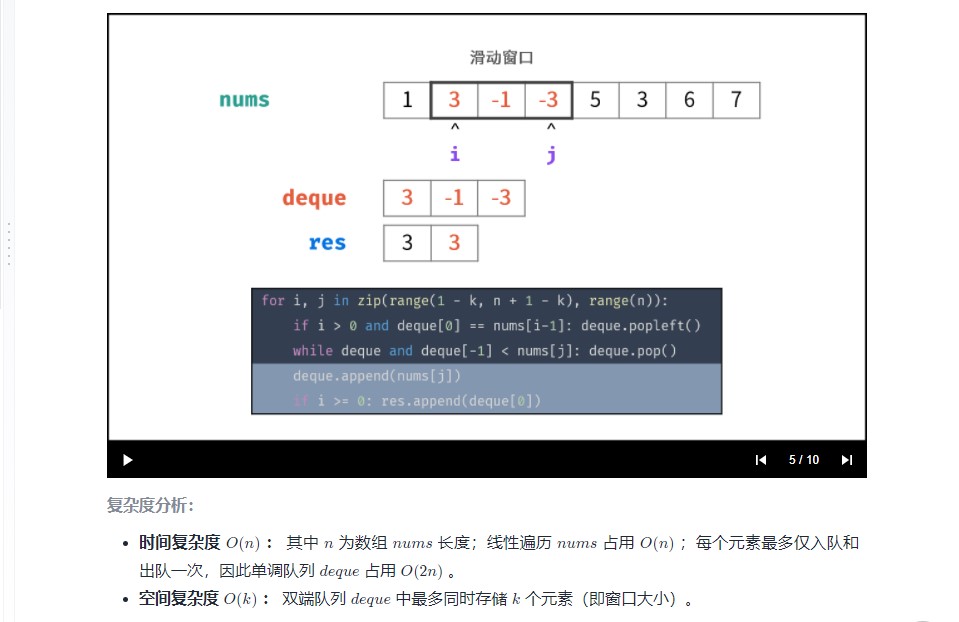 滑动窗口
nums 1 3 -1 -3 5 3 6 7
^ ^
i j
deque 3 -1 -3
res 3 3
for i, j in zip(range(1 - k, n + 1 - k), range(n)):
if i > 0 and deque[0] == nums[i-1]: deque.popleft()
while deque and deque[-1] < nums[j]: deque.pop()
deque.append(nums[j])
if i >= 0: res.append(deque[0])
5 / 10
复杂度分析：
• 时间复杂度 O(n) ： 其中 n 为数组 nums 长度；线性遍历 nums 占用 O(n) ；每个元素最多仅入队和
出队一次，因此单调队列 deque 占用 O(2n) 。
• 空间复杂度 O(k) ： 双端队列 deque 中最多同时存储 k 个元素（即窗口大小）。